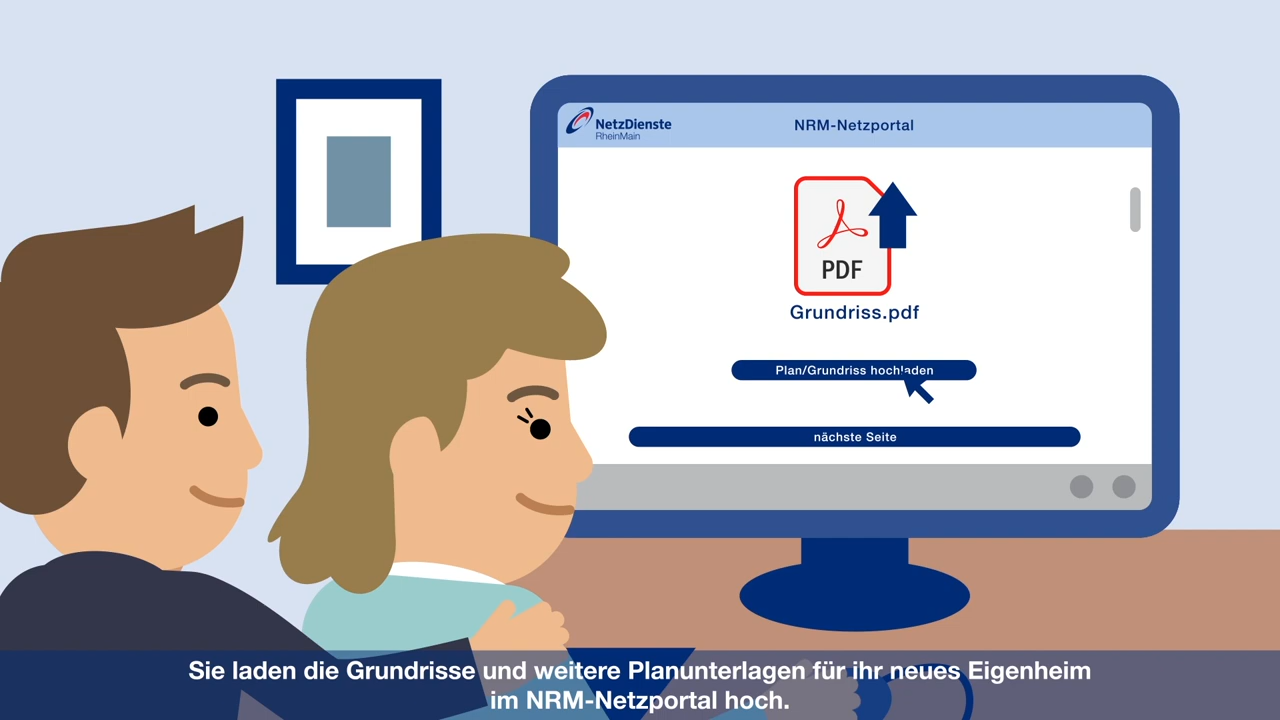 NetzDienste
RheinMain
NRM-Netzportal
PDF
Grundriss.pdf
Plan/Grundriss hochladen
nächste Seite
Sie laden die Grundrisse und weitere Planunterlagen für ihr neues Eigenheim
im NRM-Netzportal hoch.